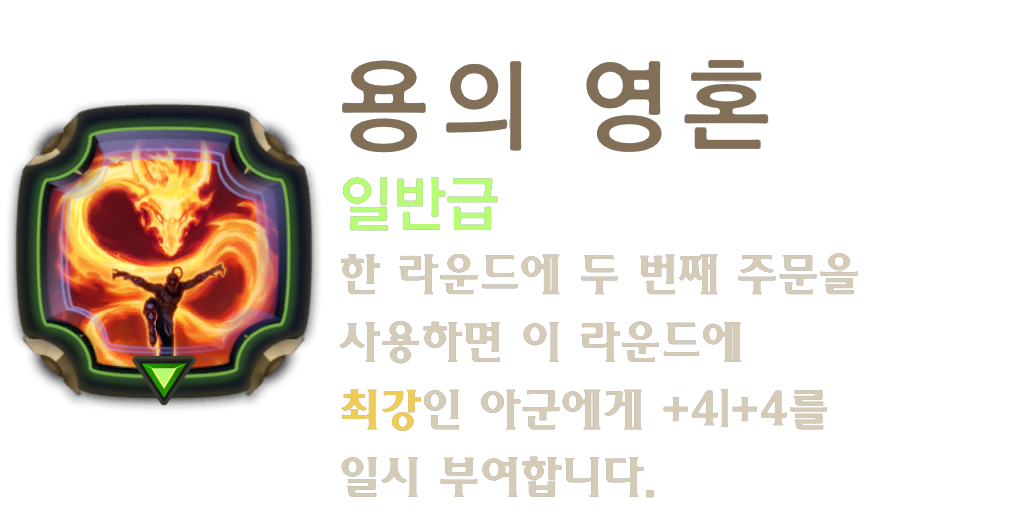 용의 영혼
일반급
한 라운드에 두 번째 주문을
사용하면 이 라운드에
최강인 아군에게 +4|+4를
일시 부여합니다.